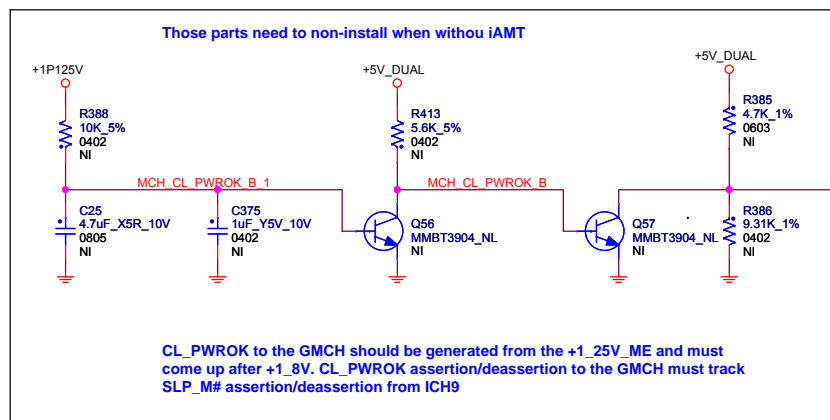 Those parts need to non-install when withou iAMT
+1P125V
+5V_DUAL
+5V_DUAL
R388
10K_5%
0402
NI
R413
5.6K_5%
0402
NI
R385
4.7K_1%
0603
NI
MCH_CL_PWROK_B_1
MCH_CL_PWROK_B
C25
4.7uF_X5R_10V
0805
NI
C375
1uF_Y5V_10V
0402
NI
Q56
MMBT3904_NL
NI
Q57
MMBT3904_NL
NI
R386
9.31K_1%
0402
NI
CL_PWROK to the GMCH should be generated from the +1_25V_ME and must
come up after +1_8V. CL_PWROK assertion/deassertion to the GMCH must track
SLP_M# assertion/deassertion from ICH9